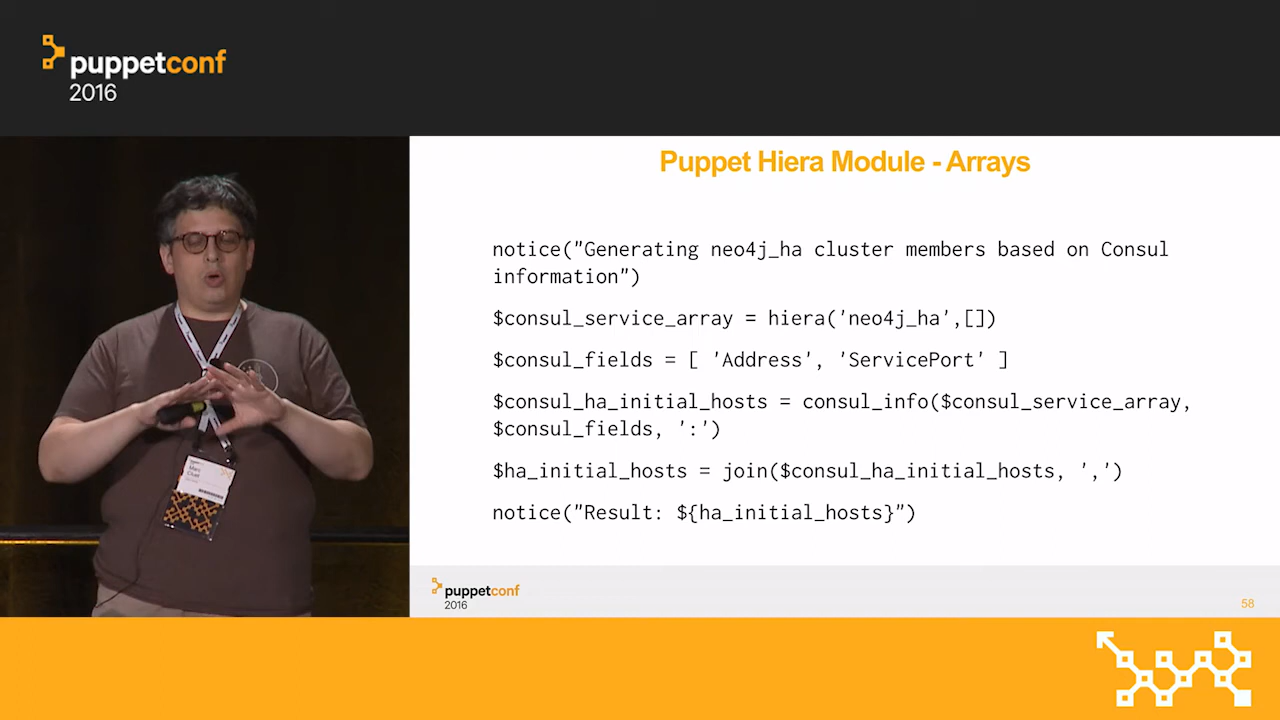 puppetconf
2016
Puppet Hiera Module - Arrays
notice("Generating neo4j_ha cluster members based on Consul
information")
$consul_service_array = hiera('neo4j_ha',[])
$consul_fields = [ 'Address', 'ServicePort' ]
$consul_ha_initial_hosts = consul_info($consul_service_array,
$consul_fields, ':')
$ha_initial_hosts = join($consul_ha_initial_hosts, ',')
notice("Result: ${ha_initial_hosts}")
puppetconf
2016
58
Marc